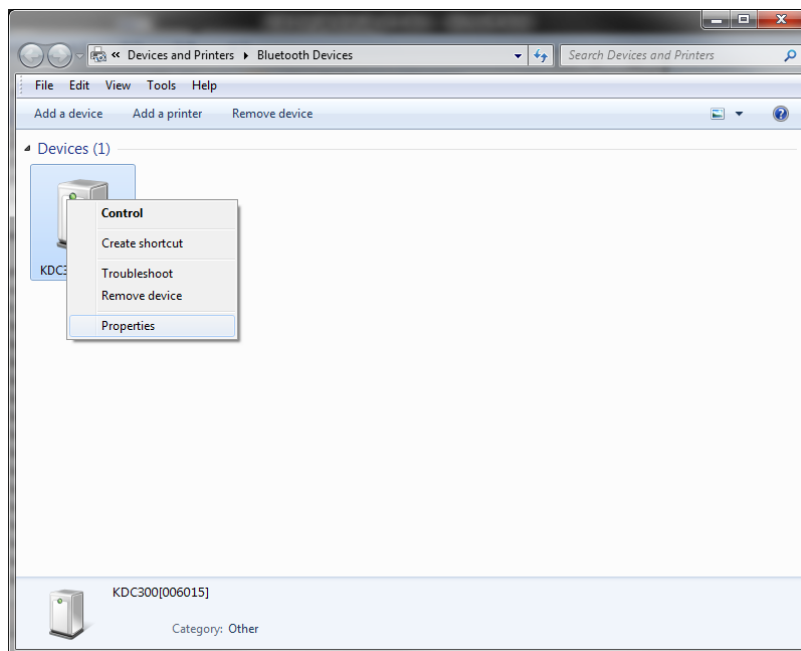 « Devices and Printers ▸ Bluetooth Devices
Search Devices and Printers
File Edit View Tools Help
Add a device Add a printer Remove device
Devices (1)
Control
Create shortcut
Troubleshoot
Remove device
Properties
KDC300[006015]
Category: Other